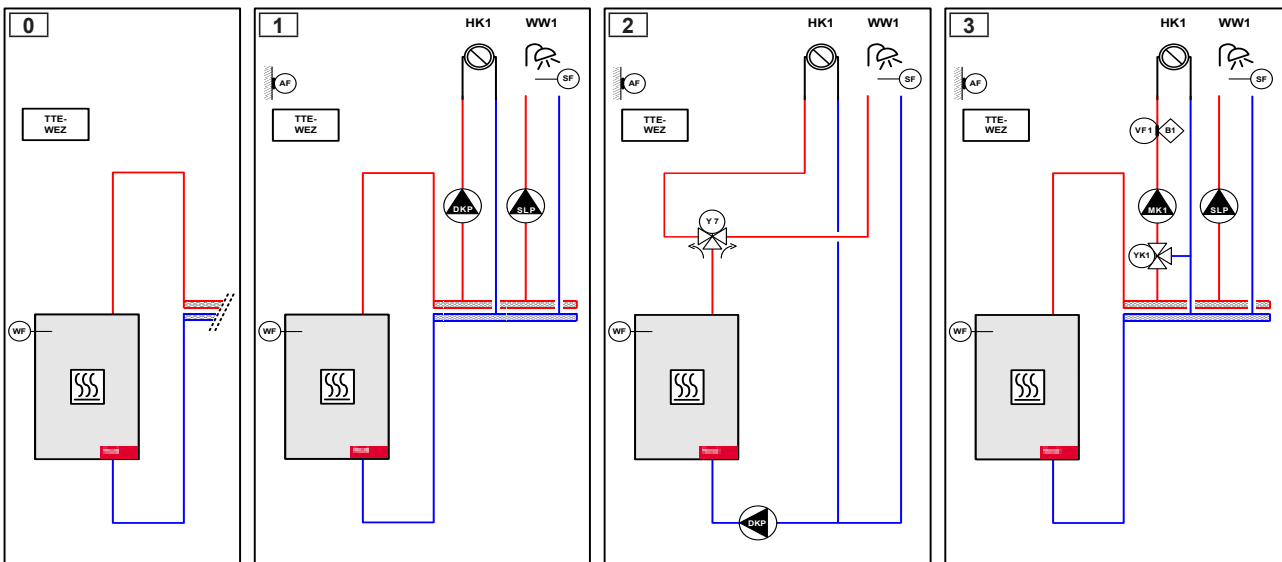 0
TTE-
WEZ
WF
1
HK1
WW1
AF
SF
TTE-
WEZ
DKP
SLP
WF
2
HK1
WW1
AF
SF
TTE-
WEZ
Y7
WF
DKP
3
HK1
WW1
AF
SF
TTE-
WEZ
VF1
B1
MK1
SLP
YK1
WF